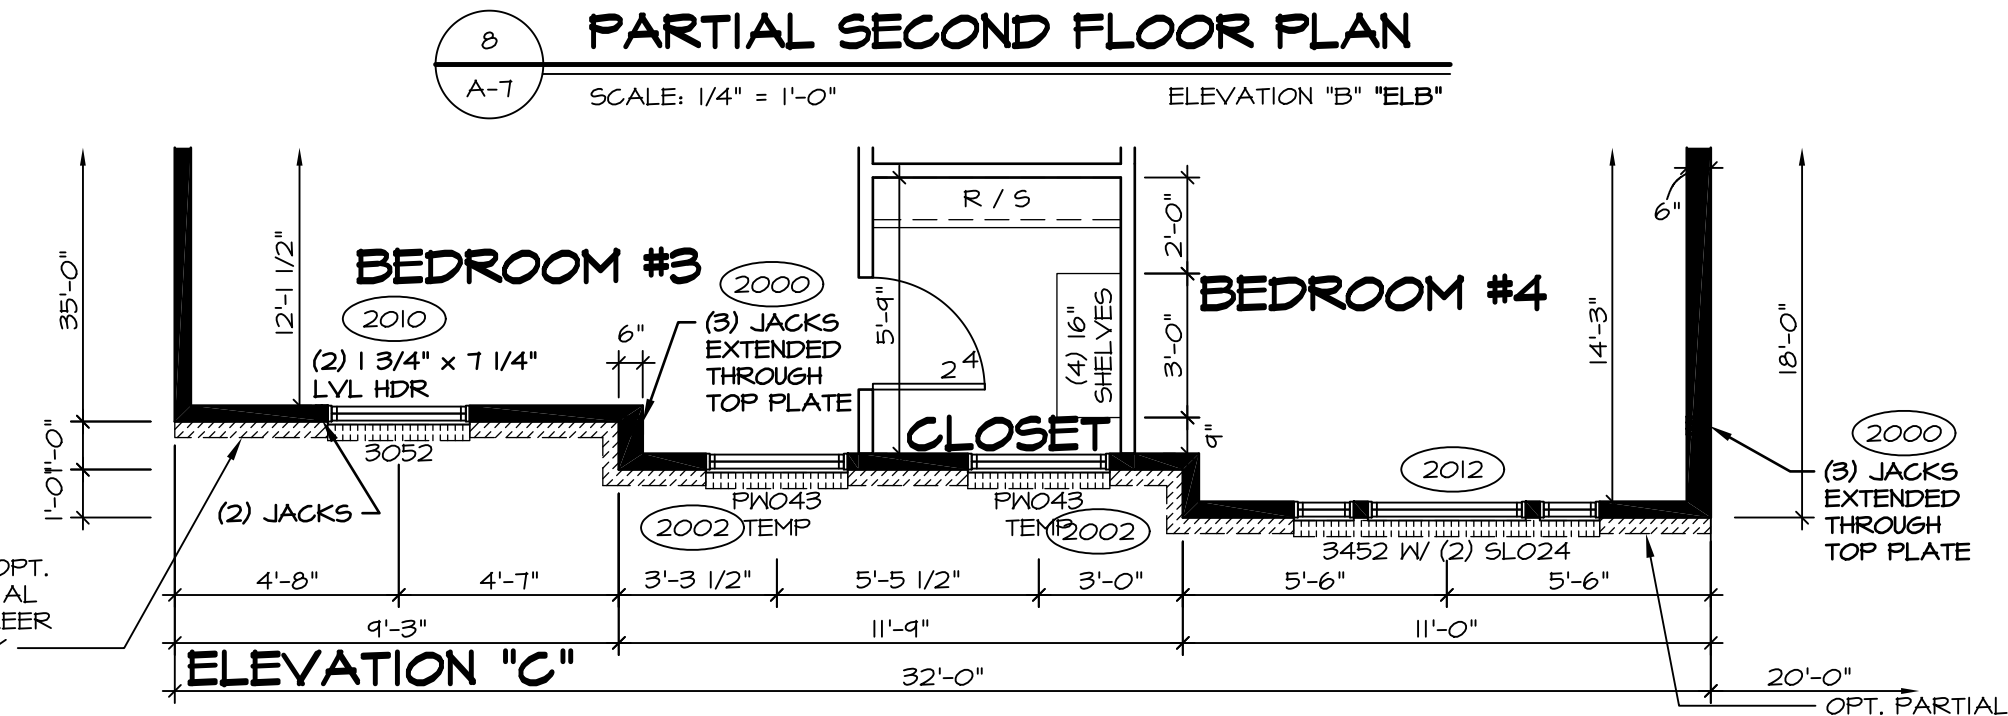 8
A-7
PARTIAL SECOND FLOOR PLAN
SCALE: 1/4" = 1'-0"
ELEVATION "B" "ELB"
35'-0"
12'-1 1/2"
BEDROOM #3
2010
(2) 1 3/4" x 7 1/4"
LVL HDR
6"
2000
(3) JACKS
EXTENDED
THROUGH
TOP PLATE
R / S
5'-9"
2 4
(4) 16"
SHELVES
CLOSET
2'-0"
3'-0"
9"
BEDROOM #4
6"
14'-3"
18'-0"
2000
(3) JACKS
EXTENDED
THROUGH
TOP PLATE
1'-0"
1'-0"
3052
(2) JACKS
PW043
TEMP
2002
PW043
TEMP
2002
2012
3452 W/ (2) SL024
OPT.
AL
EER
4'-8"
4'-7"
3'-3 1/2"
5'-5 1/2"
3'-0"
5'-6"
5'-6"
9'-3"
11'-9"
11'-0"
ELEVATION "C"
32'-0"
20'-0"
OPT. PARTIAL